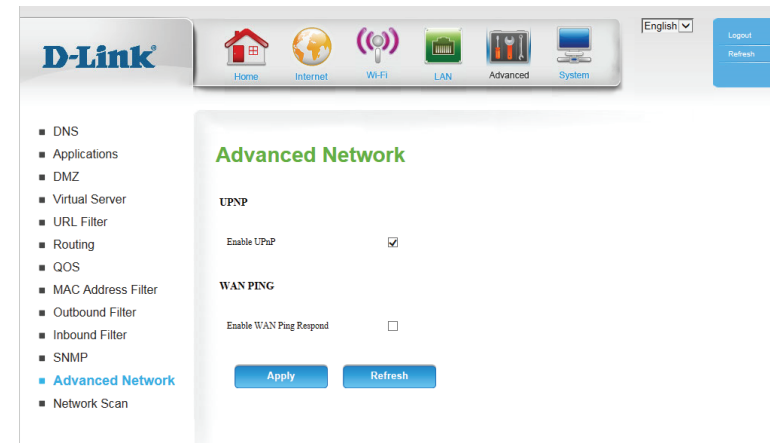 D-Link®
Home
Internet
Wi-Fi
LAN
Advanced
System
English
Logout
Refresh
DNS
Applications
DMZ
Virtual Server
URL Filter
Routing
QOS
MAC Address Filter
Outbound Filter
Inbound Filter
SNMP
Advanced Network
Network Scan
Advanced Network
UPNP
Enable UPnP
WAN PING
Enable WAN Ping Respond
Apply
Refresh